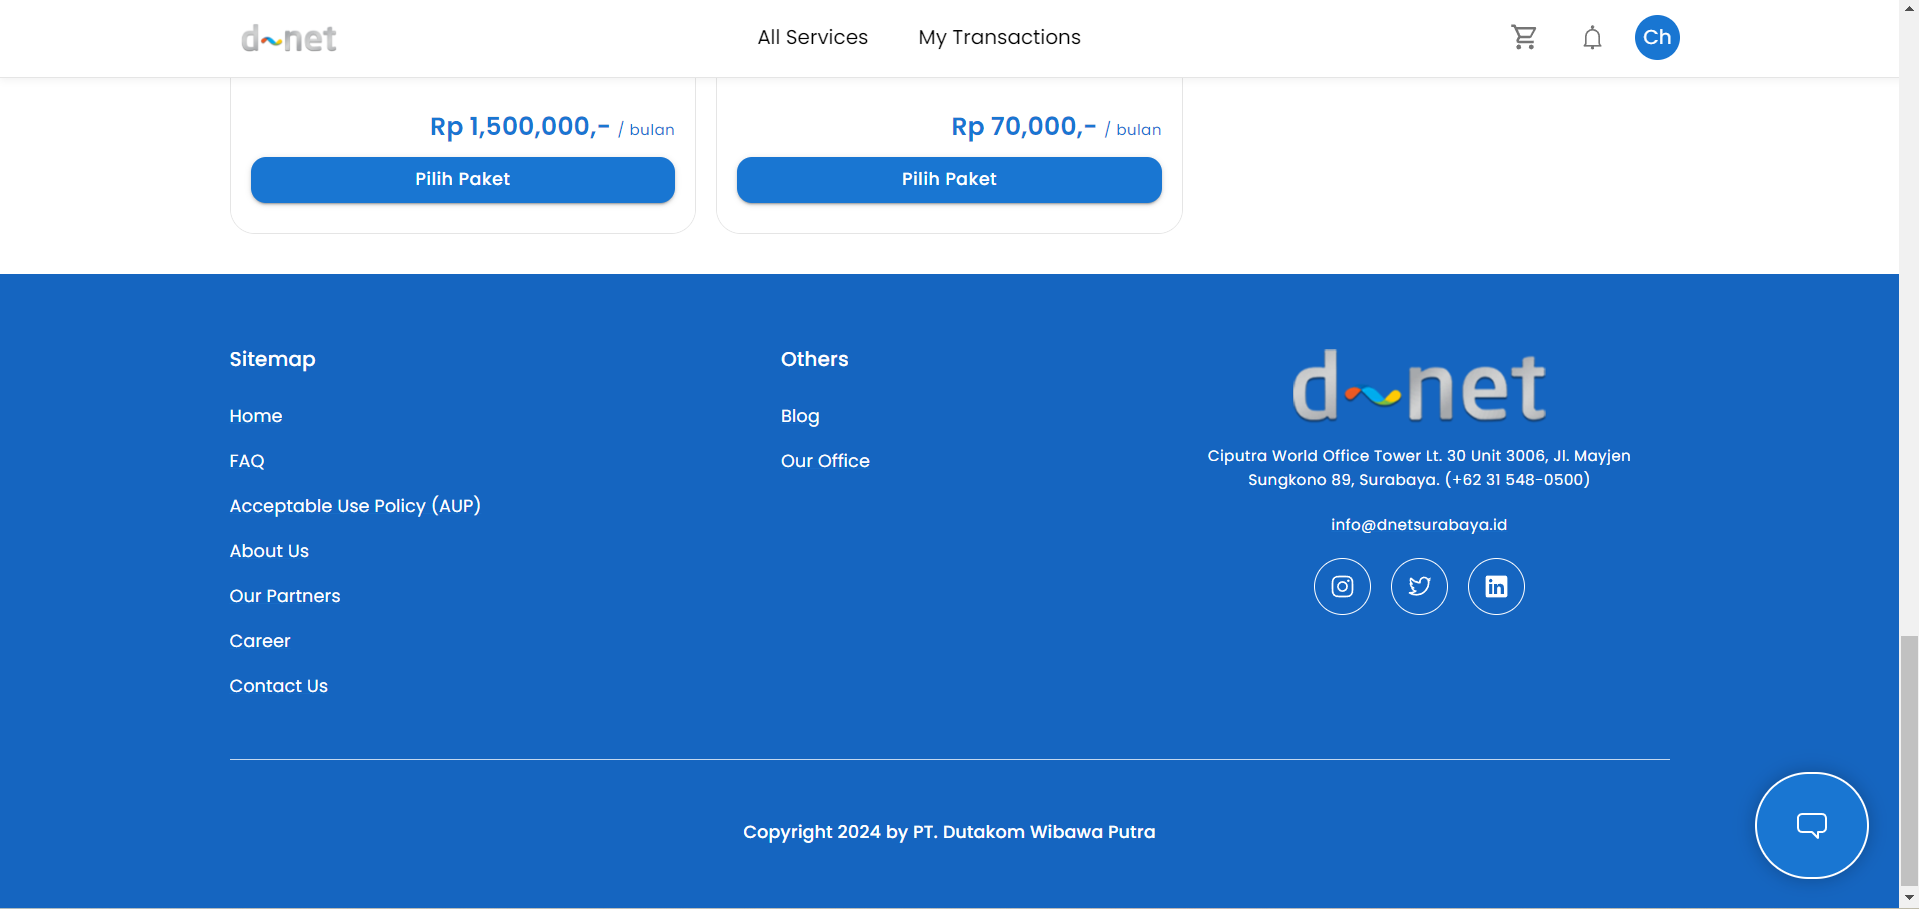 d~net
All Services
My Transactions
Ch
Rp 1,500,000,- / bulan
Pilih Paket
Rp 70,000,- / bulan
Pilih Paket
Sitemap
Home
FAQ
Acceptable Use Policy (AUP)
About Us
Our Partners
Career
Contact Us
Others
Blog
Our Office
d~net
Ciputra World Office Tower Lt. 30 Unit 3006, Jl. Mayjen
Sungkono 89, Surabaya. (+62 31 548-0500)
info@dnetsurabaya.id
in
Copyright 2024 by PT. Dutakom Wibawa Putra